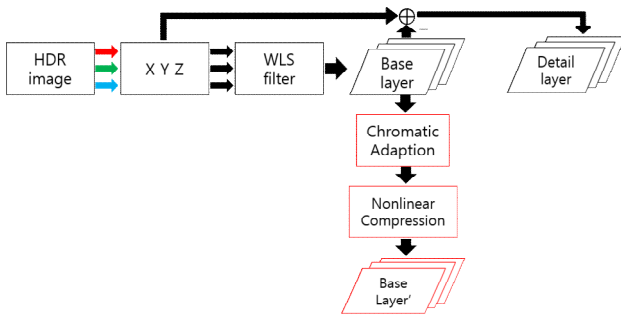 HDR
image
X Y Z
WLS
filter
Base
layer
Detail
layer
Chromatic
Adaption
Nonlinear
Compression
Base
Layer'